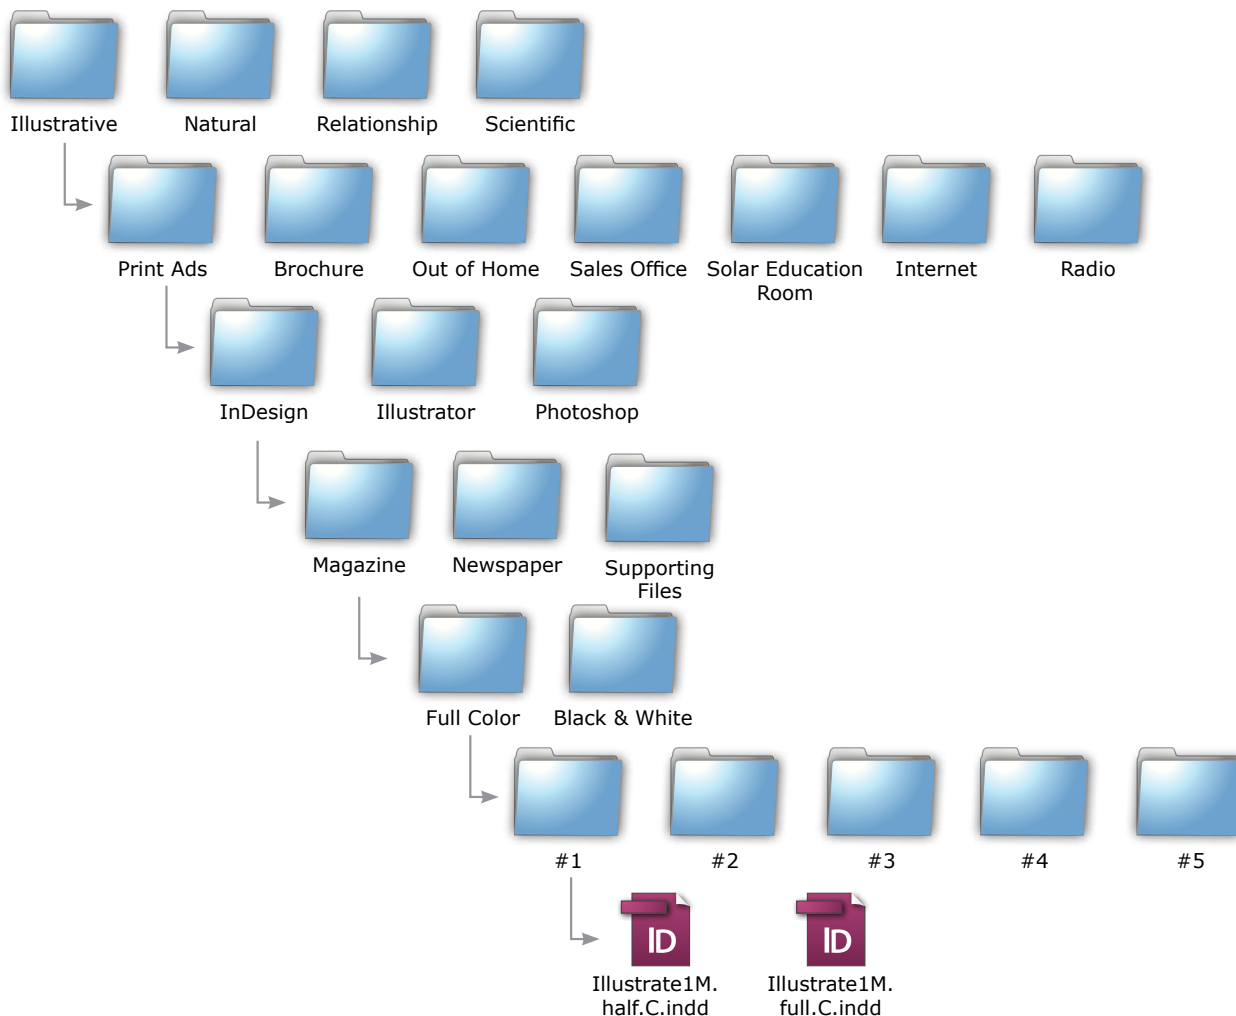 Illustrative Natural Relationship Scientific
Print Ads Brochure Out of Home Sales Office Solar Education Internet Radio
Room
InDesign Illustrator Photoshop
Magazine Newspaper Supporting
Files
Full Color Black & White
#1 #2 #3 #4 #5
ID ID
Illustrate1M. Illustrate1M.
half.C.indd full.C.indd